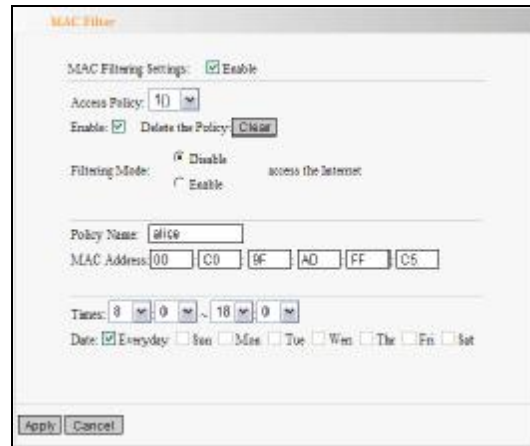 MAC Filter
MAC Filtering Settings: Enable
Access Policy: 1()
Enable: Delete the Policy: Clear
Filtering Mode: Disable access the Internet
Enable
Policy Name: alice
MAC Address: 00 : C0 : 9F : AD : FF : C5
Times: 8 : 0 ~ 18 : 0
Date: Everyday Sun Mon Tue Wen Thr Fri Sat
Apply Cancel